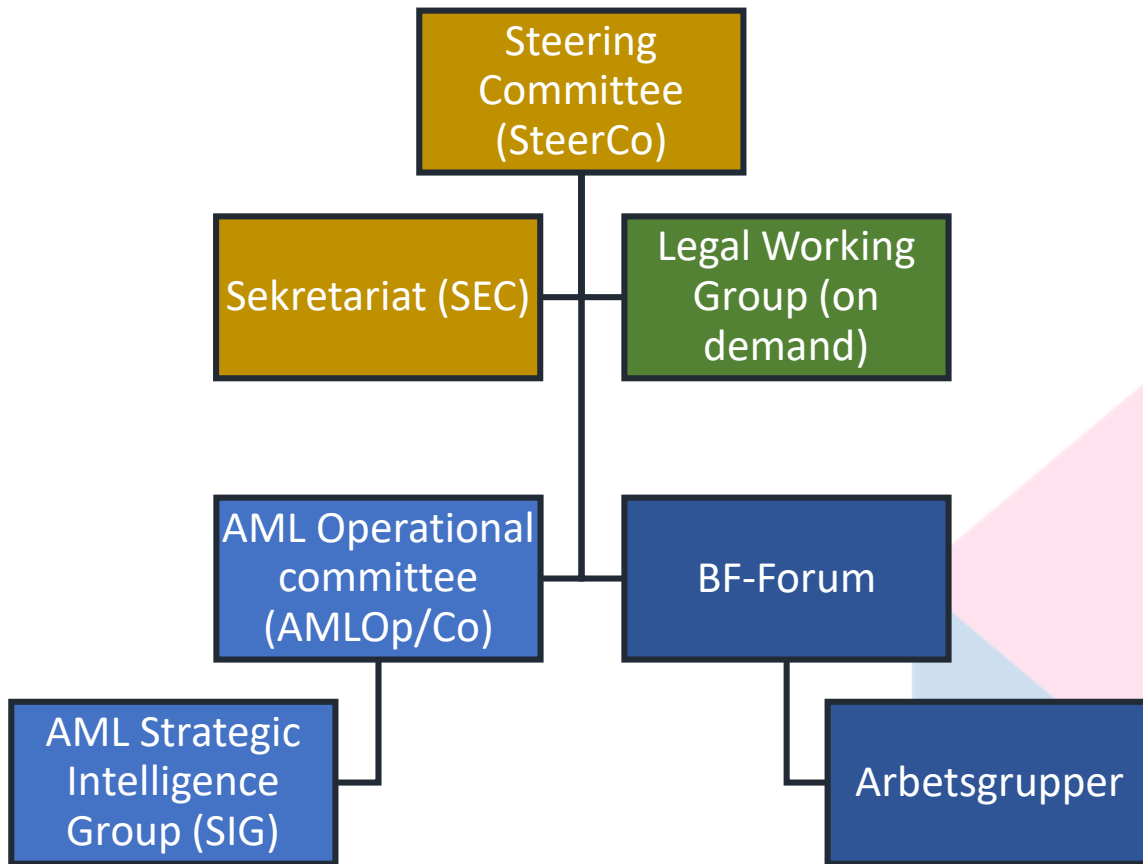 Steering
Committee
(SteerCo)
Sekretariat (SEC)
Legal Working
Group (on
demand)
AML Operational
committee
(AMLOp/Co)
BF-Forum
AML Strategic
Intelligence
Group (SIG)
Arbetsgrupper